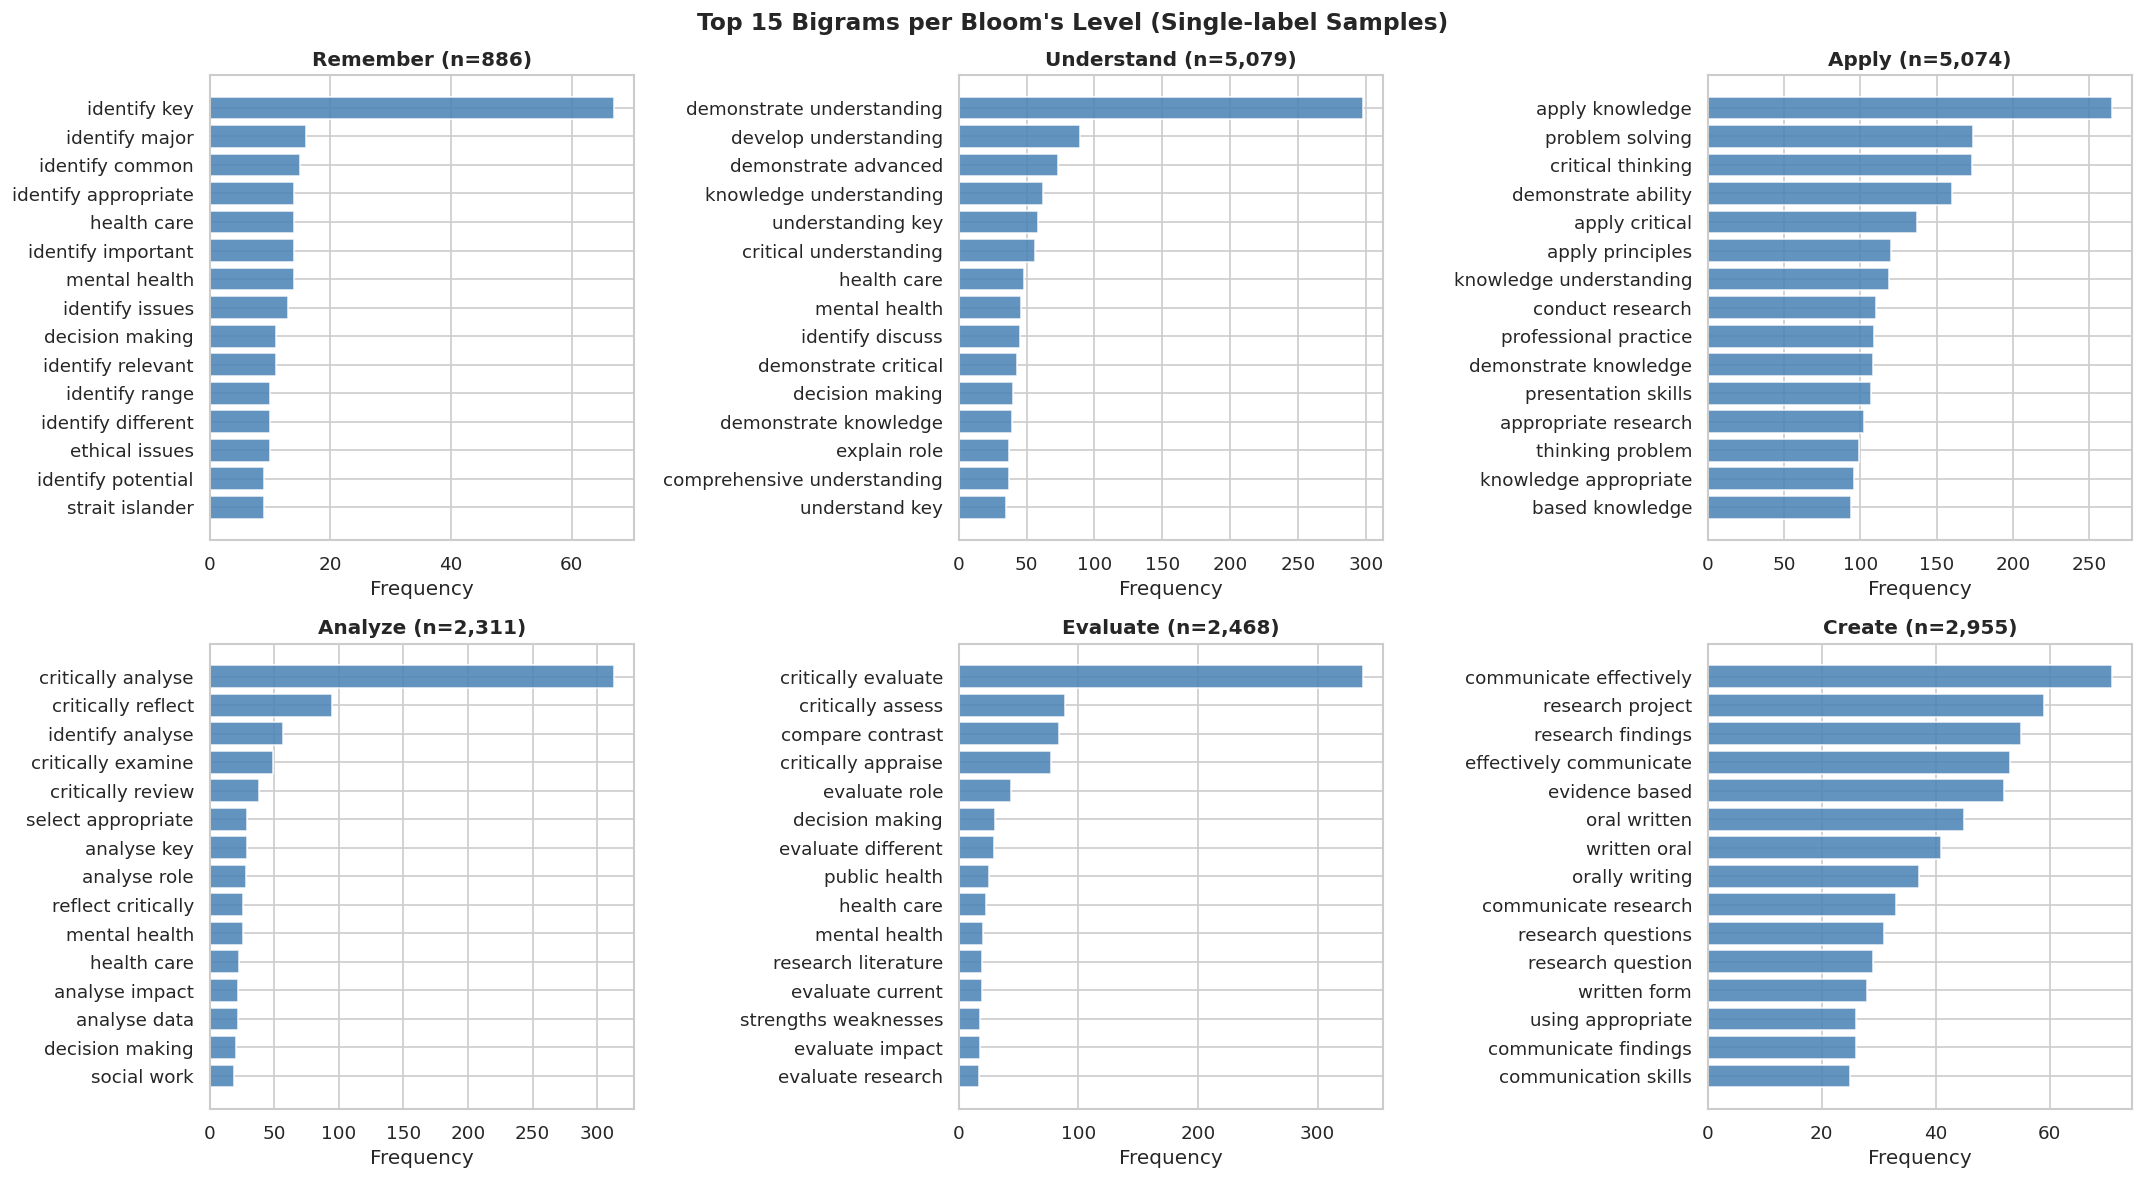 Top 15 Bigrams per Bloom's Level (Single-label Samples)
Remember (n=886)
identify key
identify major
identify common
identify appropriate
health care
identify important
mental health
identify issues
decision making
identify relevant
identify range
identify different
ethical issues
identify potential
strait islander
0 20 40 60
Frequency
Understand (n=5,079)
demonstrate understanding
develop understanding
demonstrate advanced
knowledge understanding
understanding key
critical understanding
health care
mental health
identify discuss
demonstrate critical
decision making
demonstrate knowledge
explain role
comprehensive understanding
understand key
0 50 100 150 200 250 300
Frequency
Apply (n=5,074)
apply knowledge
problem solving
critical thinking
demonstrate ability
apply critical
apply principles
knowledge understanding
conduct research
professional practice
demonstrate knowledge
presentation skills
appropriate research
thinking problem
knowledge appropriate
based knowledge
0 50 100 150 200 250
Frequency
Analyze (n=2,311)
critically analyse
critically reflect
identify analyse
critically examine
critically review
select appropriate
analyse key
analyse role
reflect critically
mental health
health care
analyse impact
analyse data
decision making
social work
0 50 100 150 200 250 300
Frequency
Evaluate (n=2,468)
critically evaluate
critically assess
compare contrast
critically appraise
evaluate role
decision making
evaluate different
public health
health care
mental health
research literature
evaluate current
strengths weaknesses
evaluate impact
evaluate research
0 100 200 300
Frequency
Create (n=2,955)
communicate effectively
research project
research findings
effectively communicate
evidence based
oral written
written oral
orally writing
communicate research
research questions
research question
written form
using appropriate
communicate findings
communication skills
0 20 40 60
Frequency